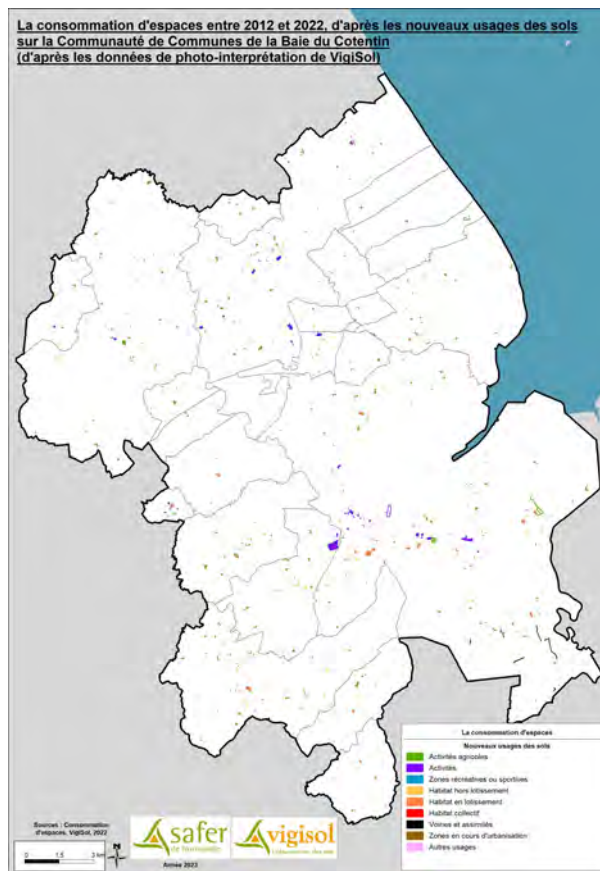 La consommation d'espaces entre 2012 et 2022, d'après les nouveaux usages des sols
sur la Communauté de Communes de la Baie du Cotentin
(d'après les données de photo-interprétation de VigiSol)
La consommation d'espaces
Nouveaux usages des sols
Activités agricoles
Activités
Zones récréatives ou sportives
Habitat hors lotissement
Habitat en lotissement
Habitat collectif
Voiries et assimilés
Zones en cours d'urbanisation
Autres usages
Sources : Consommation
d'espaces, VigiSol, 2022
0 1,5 3 km
N
safer
de Normandie
vigisol
Année 2023